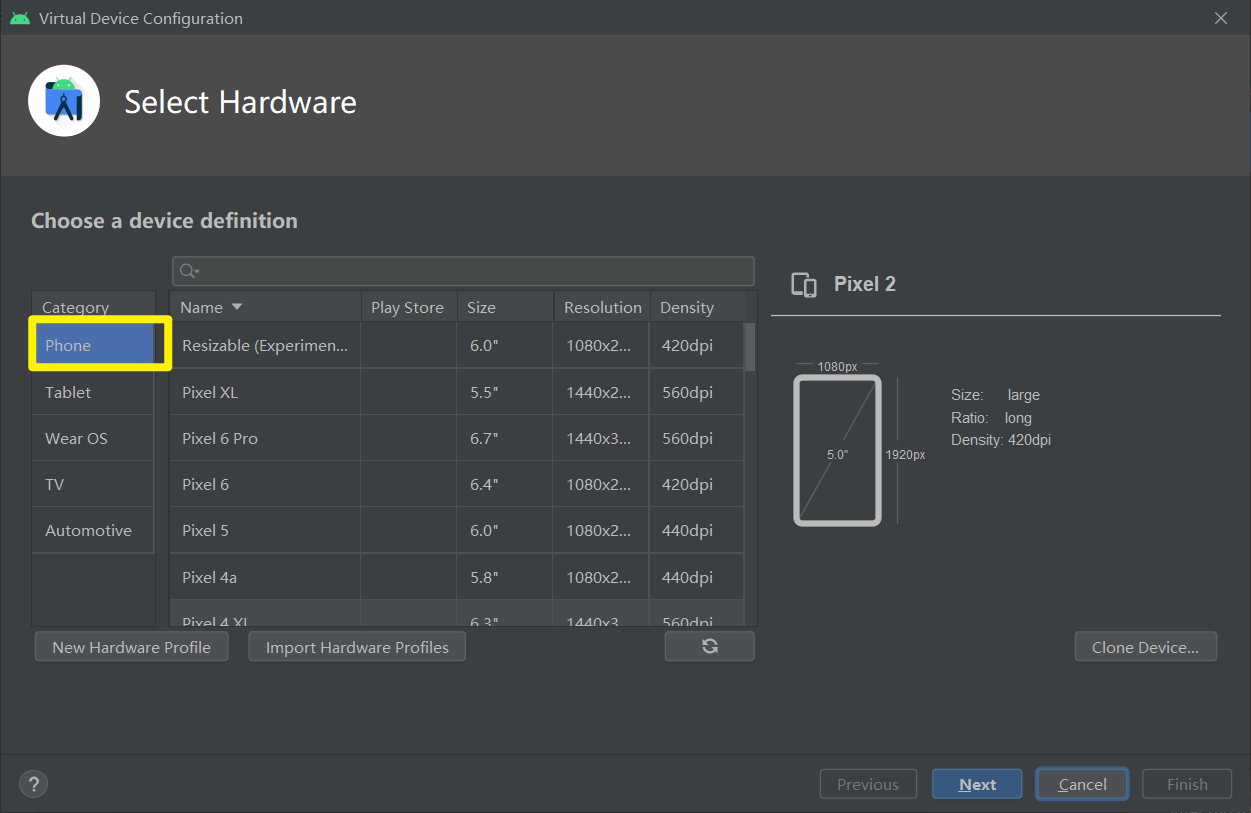 Virtual Device Configuration
Select Hardware
Choose a device definition
Category
Phone
Tablet
Wear OS
TV
Automotive
Name Play Store Size Resolution Density
Resizable (Experimen... 6.0" 1080x2... 420dpi
Pixel XL 5.5" 1440x2... 560dpi
Pixel 6 Pro 6.7" 1440x3... 560dpi
Pixel 6 6.4" 1080x2... 420dpi
Pixel 5 6.0" 1080x2... 440dpi
Pixel 4a 5.8" 1080x2... 440dpi
Pixel 4 XL 6.3" 1440x3... 560dpi
Pixel 2
1080px
5.0"
1920px
Size: large
Ratio: long
Density: 420dpi
New Hardware Profile
Import Hardware Profiles
Clone Device...
?
Previous
Next
Cancel
Finish